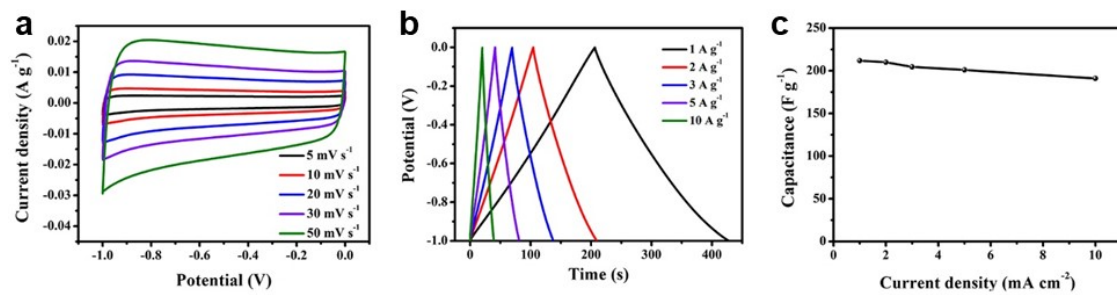 a
Current density (A g-1)
0.02
0.01
0.00
-0.01
-0.02
-0.03
-0.04
-1.0 -0.8 -0.6 -0.4 -0.2 0.0
Potential (V)
5 mV s-1
10 mV s-1
20 mV s-1
30 mV s-1
50 mV s-1
b
Potential (V)
0.0
-0.2
-0.4
-0.6
-0.8
-1.0
0 100 200 300 400
Time (s)
1 A g-1
2 A g-1
3 A g-1
5 A g-1
10 A g-1
c
Capacitance (F g-1)
250
200
150
100
50
0
0 2 4 6 8 10
Current density (mA cm-2)